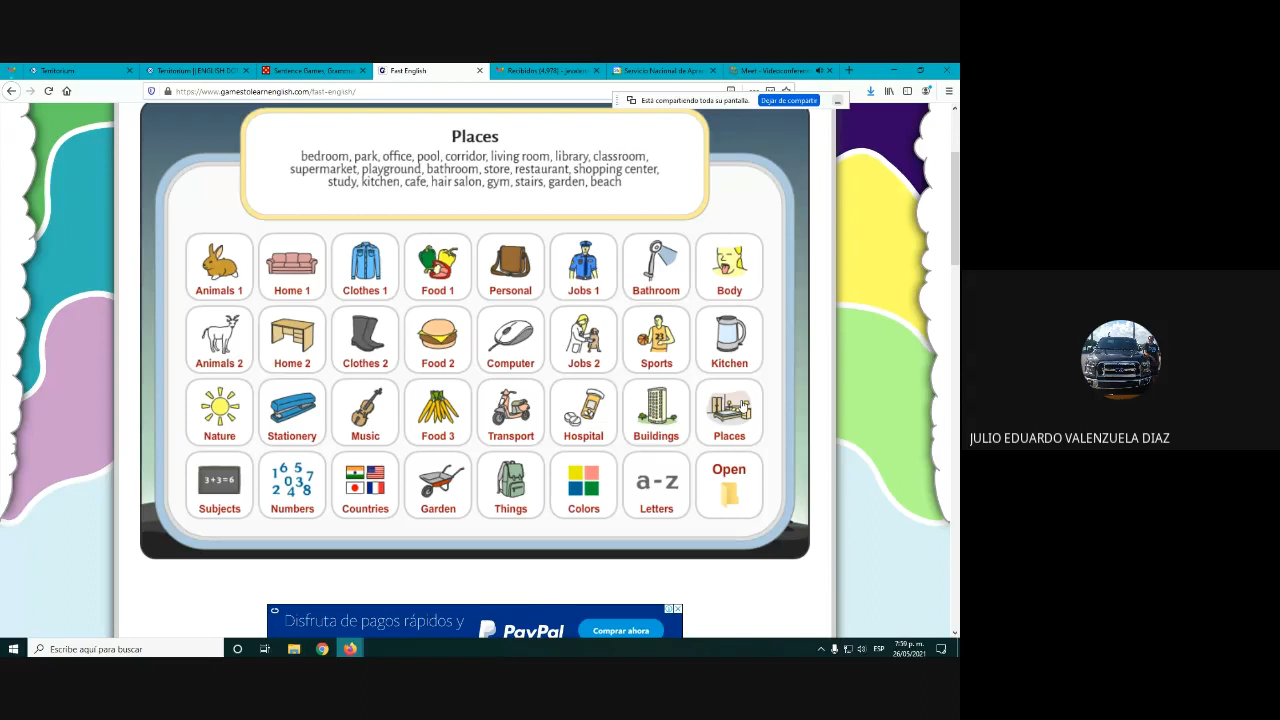 Territorium
Territorium || ENGLISH DOT
Sentence Games, Gramma
Fast English
Recibidos (4.978) - jevalen
Servicio Nacional de Apre
Meet - Videoconferen
https://www.gamestolearnenglish.com/fast-english/
Está compartiendo toda su pantalla.
Dejar de compartir
Places
bedroom, park, office, pool, corridor, living room, library, classroom,
supermarket, playground, bathroom, store, restaurant, shopping center,
study, kitchen, cafe, hair salon, gym, stairs, garden, beach
Animals 1
Home 1
Clothes 1
Food 1
Personal
Jobs 1
Bathroom
Body
Animals 2
Home 2
Clothes 2
Food 2
Computer
Jobs 2
23
Sports
Kitchen
Nature
Stationery
Music
Food 3
Transport
Hospital
Buildings
Places
3+3=6
Subjects
1 6 5 7
0 3
2 4 8
Numbers
Countries
Garden
Things
Colors
a-z
Letters
Open
Disfruta de pagos rápidos y
PayPal
Comprar ahora
JULIO EDUARDO VALENZUELA DIAZ
Escribe aquí para buscar
ESP
7:59 p. m.
26/05/2021